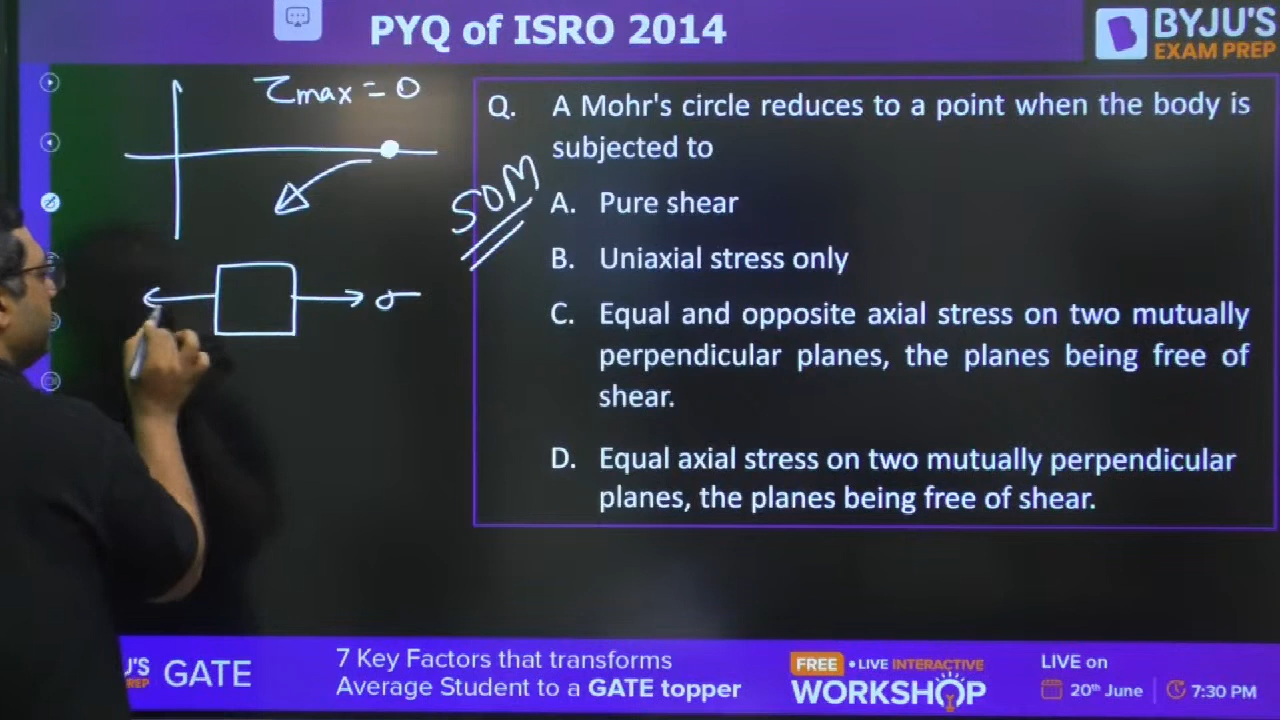 PYQ of ISRO 2014
BYJU'S
EXAM PREP
τmax = 0
SOM
σ
Q. A Mohr's circle reduces to a point when the body is
subjected to
A. Pure shear
B. Uniaxial stress only
C. Equal and opposite axial stress on two mutually
perpendicular planes, the planes being free of
shear.
D. Equal axial stress on two mutually perpendicular
planes, the planes being free of shear.
J'S
REP
GATE
7 Key Factors that transforms
Average Student to a GATE topper
FREE • LIVE INTERACTIVE
WORKSHOP
LIVE on
20th June
7:30 PM